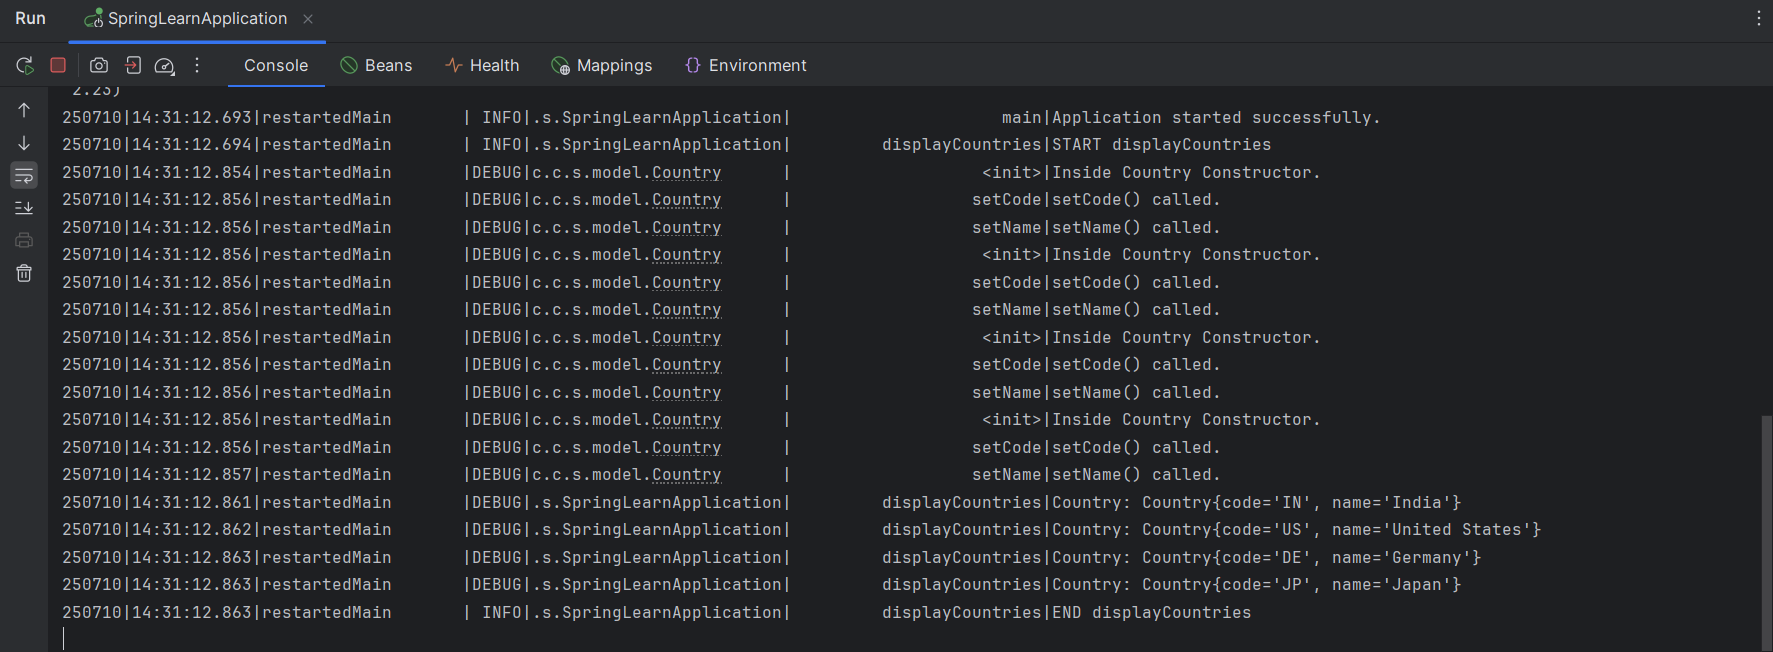 Run SpringLearnApplication
Console Beans Health Mappings Environment
2.23)
250710|14:31:12.693|restartedMain | INFO|.s.SpringLearnApplication| main|Application started successfully.
250710|14:31:12.694|restartedMain | INFO|.s.SpringLearnApplication| displayCountries|START displayCountries
250710|14:31:12.854|restartedMain |DEBUG|c.c.s.model.Country | <init>|Inside Country Constructor.
250710|14:31:12.856|restartedMain |DEBUG|c.c.s.model.Country | setCode|setCode() called.
250710|14:31:12.856|restartedMain |DEBUG|c.c.s.model.Country | setName|setName() called.
250710|14:31:12.856|restartedMain |DEBUG|c.c.s.model.Country | <init>|Inside Country Constructor.
250710|14:31:12.856|restartedMain |DEBUG|c.c.s.model.Country | setCode|setCode() called.
250710|14:31:12.856|restartedMain |DEBUG|c.c.s.model.Country | setName|setName() called.
250710|14:31:12.856|restartedMain |DEBUG|c.c.s.model.Country | <init>|Inside Country Constructor.
250710|14:31:12.856|restartedMain |DEBUG|c.c.s.model.Country | setCode|setCode() called.
250710|14:31:12.856|restartedMain |DEBUG|c.c.s.model.Country | setName|setName() called.
250710|14:31:12.856|restartedMain |DEBUG|c.c.s.model.Country | <init>|Inside Country Constructor.
250710|14:31:12.856|restartedMain |DEBUG|c.c.s.model.Country | setCode|setCode() called.
250710|14:31:12.857|restartedMain |DEBUG|c.c.s.model.Country | setName|setName() called.
250710|14:31:12.861|restartedMain |DEBUG|.s.SpringLearnApplication| displayCountries|Country: Country{code='IN', name='India'}
250710|14:31:12.862|restartedMain |DEBUG|.s.SpringLearnApplication| displayCountries|Country: Country{code='US', name='United States'}
250710|14:31:12.863|restartedMain |DEBUG|.s.SpringLearnApplication| displayCountries|Country: Country{code='DE', name='Germany'}
250710|14:31:12.863|restartedMain |DEBUG|.s.SpringLearnApplication| displayCountries|Country: Country{code='JP', name='Japan'}
250710|14:31:12.863|restartedMain | INFO|.s.SpringLearnApplication| displayCountries|END displayCountries